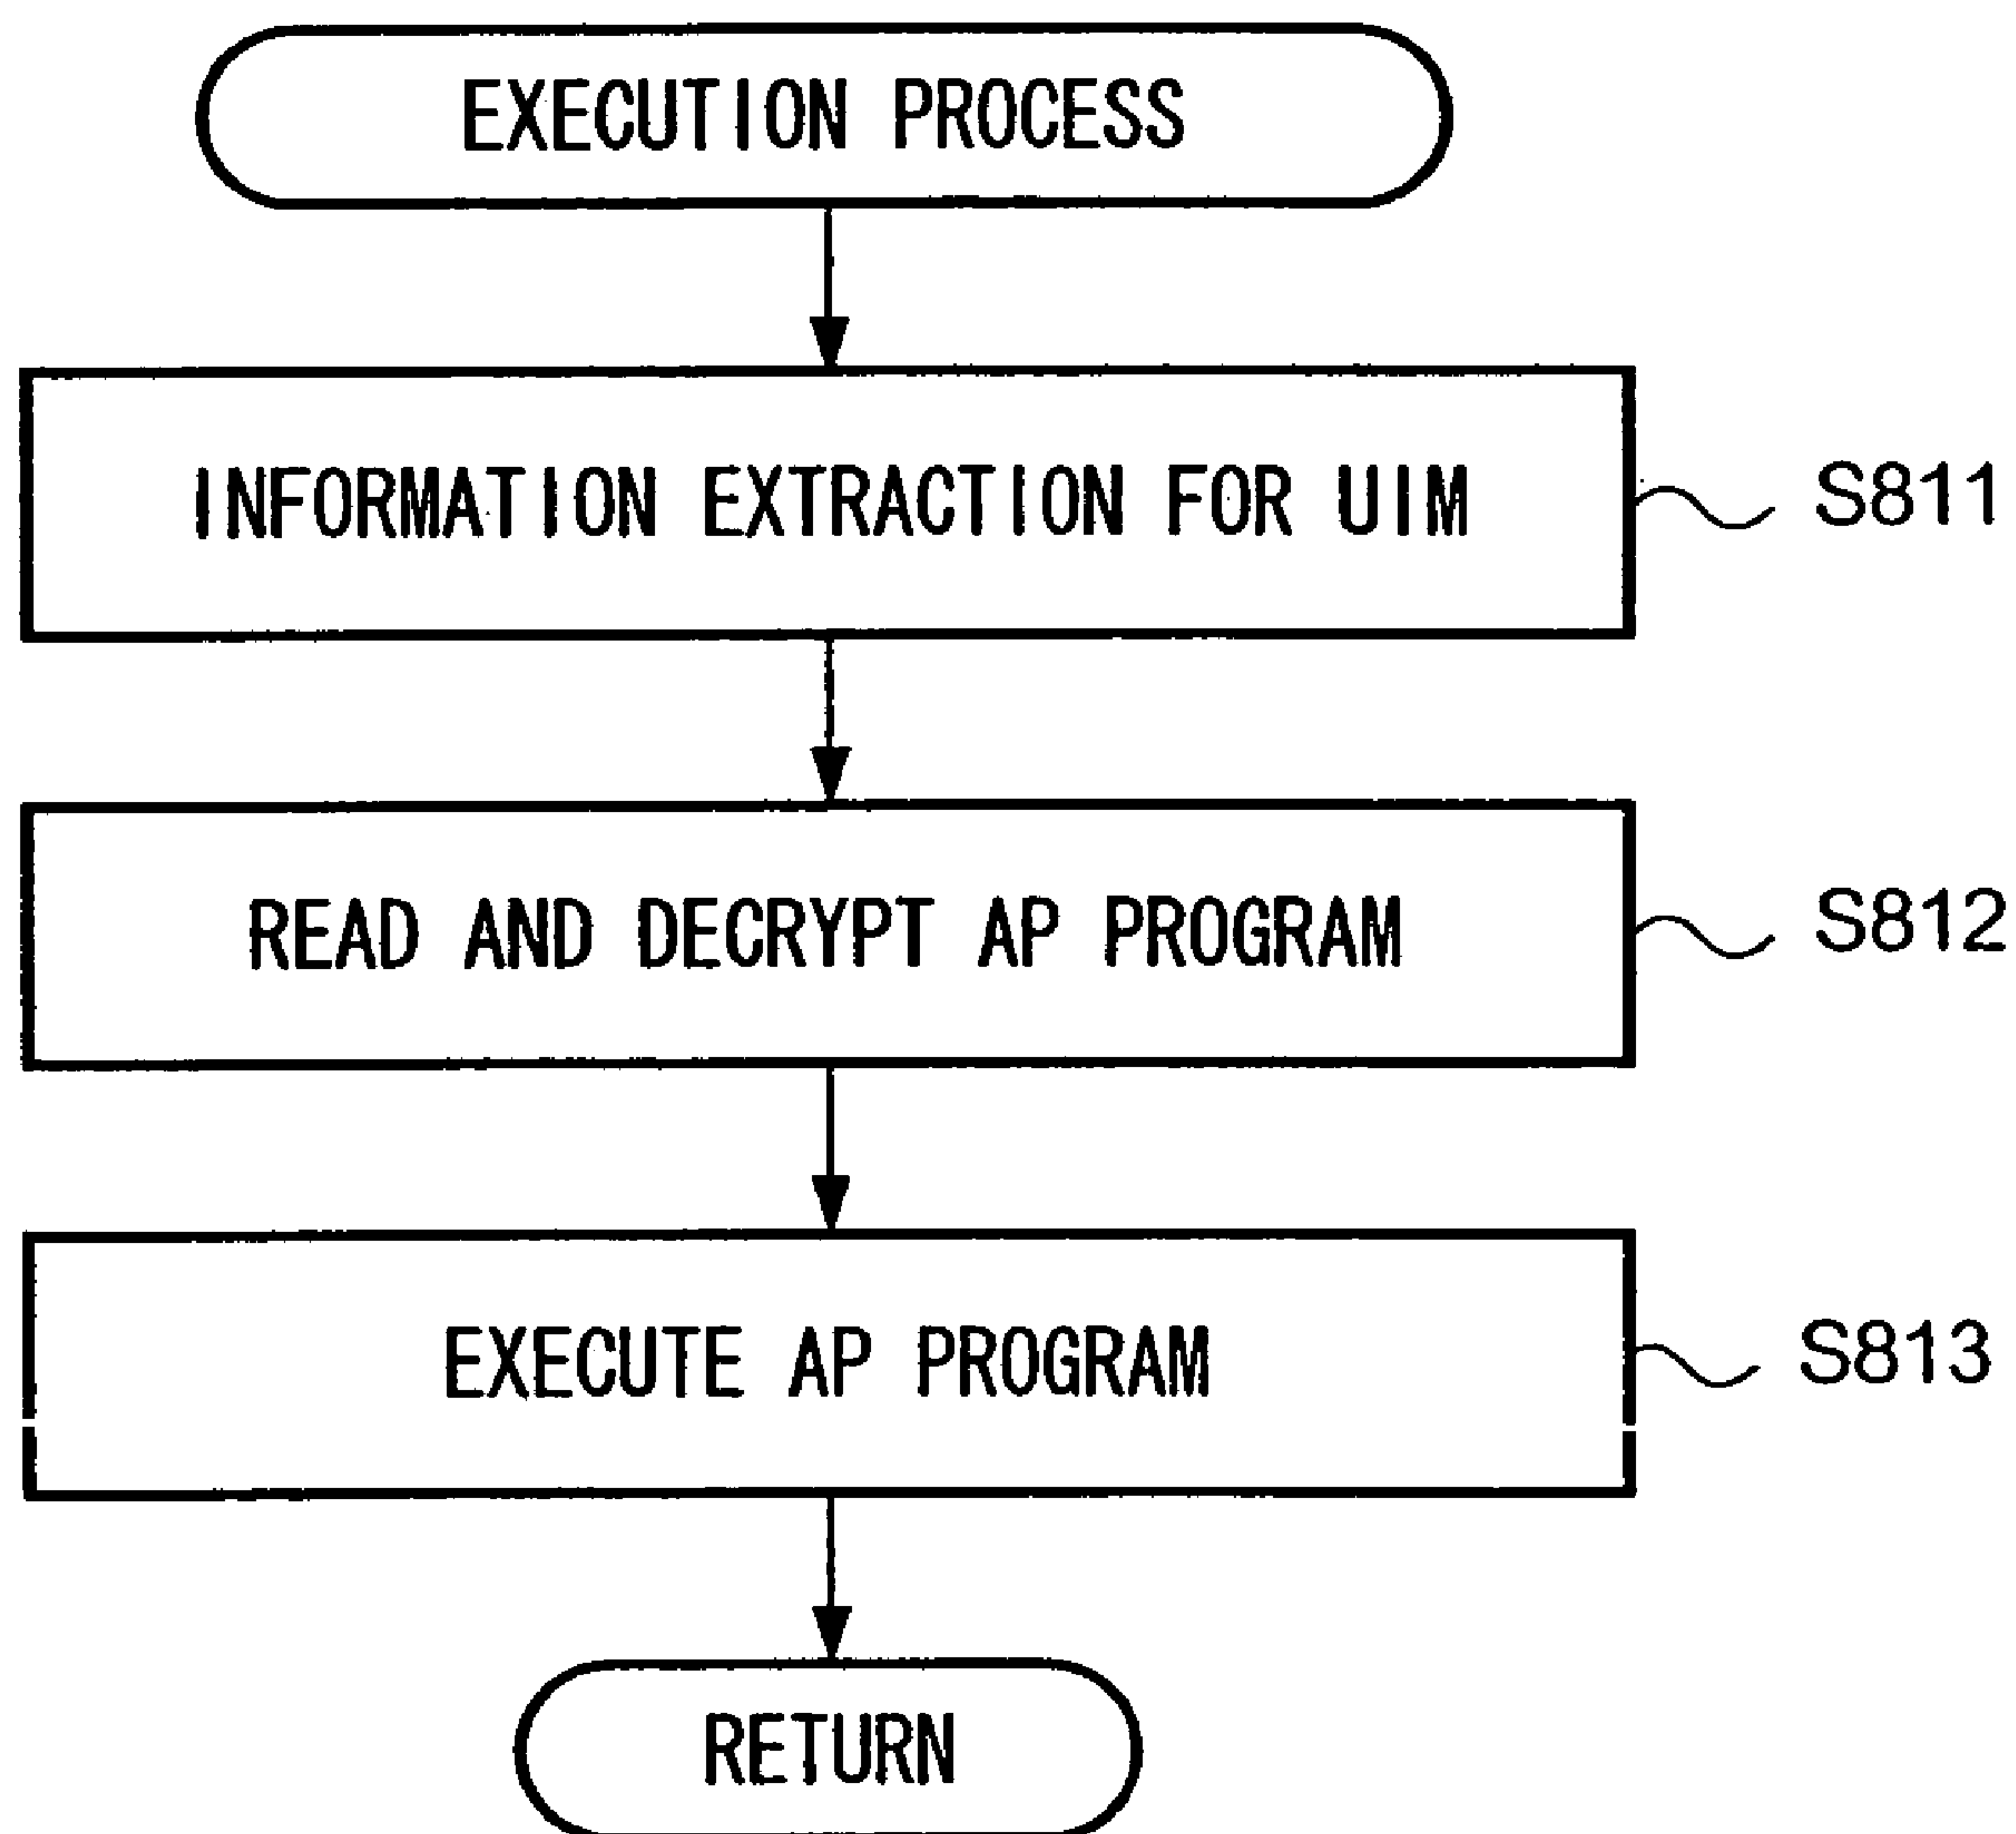 EXECUTION PROCESS
INFORMATION EXTRACTION FOR UIM
S811
READ AND DECRYPT AP PROGRAM
S812
EXECUTE AP PROGRAM
S813
RETURN